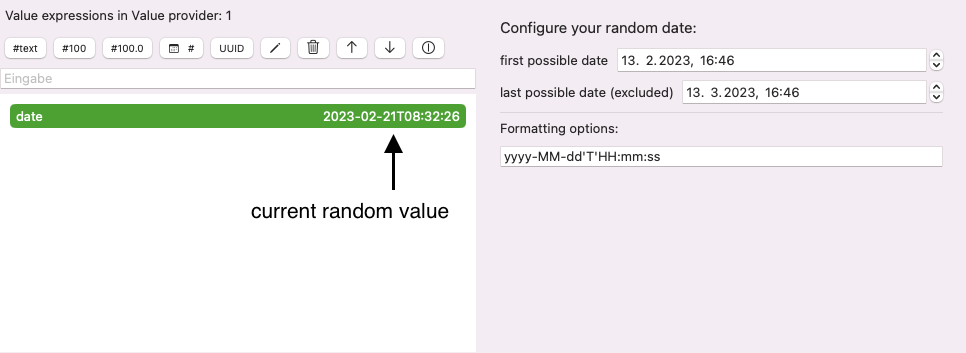 Value expressions in Value provider: 1
#text #100 #100.0 # UUID
Eingabe
date 2023-02-21T08:32:26
current random value
Configure your random date:
first possible date 13. 2.2023, 16:46
last possible date (excluded) 13. 3.2023, 16:46
Formatting options:
yyyy-MM-dd'T'HH:mm:ss